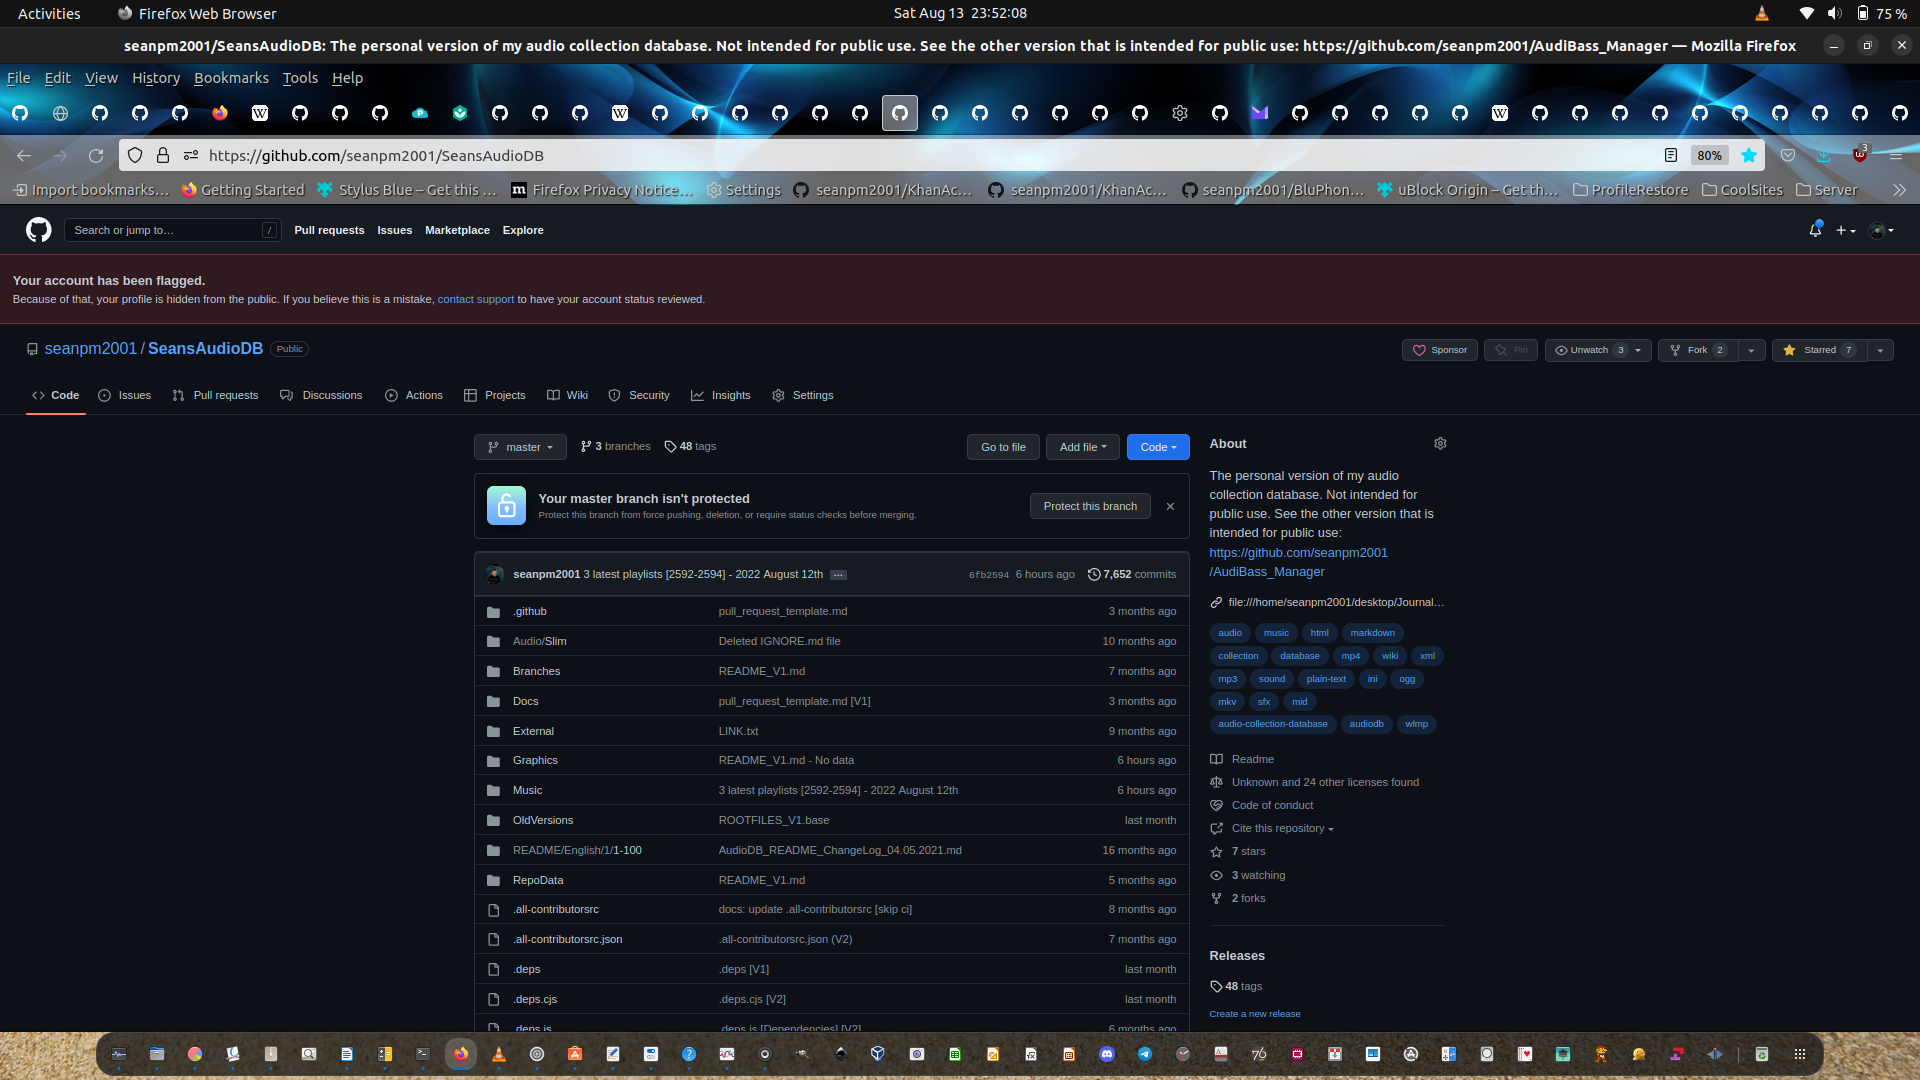 Activities Firefox Web Browser Sat Aug 13 23:52:08 75 %
seanpm2001/SeansAudioDB: The personal version of my audio collection database. Not intended for public use. See the other version that is intended for public use: https://github.com/seanpm2001/AudiBass_Manager — Mozilla Firefox
File Edit View History Bookmarks Tools Help
https://github.com/seanpm2001/SeansAudioDB 80% 3
Import bookmarks… Getting Started Stylus Blue – Get this … Firefox Privacy Notice… Settings seanpm2001/KhanAc… seanpm2001/KhanAc… seanpm2001/BluPhon… uBlock Origin – Get th… ProfileRestore CoolSites Server
Search or jump to… / Pull requests Issues Marketplace Explore
Your account has been flagged.
Because of that, your profile is hidden from the public. If you believe this is a mistake, contact support to have your account status reviewed.
seanpm2001 / SeansAudioDB Public Sponsor Pin Unwatch 3 Fork 2 Starred 7
Code Issues Pull requests Discussions Actions Projects Wiki Security Insights Settings
master 3 branches 48 tags Go to file Add file Code
Your master branch isn't protected
Protect this branch from force pushing, deletion, or require status checks before merging.
Protect this branch
seanpm2001 3 latest playlists [2592-2594] - 2022 August 12th … 6fb2594 6 hours ago 7,652 commits
.github pull_request_template.md 3 months ago
Audio/Slim Deleted IGNORE.md file 10 months ago
Branches README_V1.md 7 months ago
Docs pull_request_template.md [V1] 3 months ago
External LINK.txt 9 months ago
Graphics README_V1.md - No data 6 hours ago
Music 3 latest playlists [2592-2594] - 2022 August 12th 6 hours ago
OldVersions ROOTFILES_V1.base last month
README/English/1/1-100 AudioDB_README_ChangeLog_04.05.2021.md 16 months ago
RepoData README_V1.md 5 months ago
.all-contributorsrc docs: update .all-contributorsrc [skip ci] 8 months ago
.all-contributorsrc.json .all-contributorsrc.json (V2) 7 months ago
.deps .deps [V1] last month
.deps.cjs .deps.cjs [V2] last month
.deps.js .deps.js [Dependencies] [V2] 6 months ago
About
The personal version of my audio
collection database. Not intended for
public use. See the other version that is
intended for public use:
https://github.com/seanpm2001
/AudiBass_Manager
file:///home/seanpm2001/desktop/Journal…
audio music html markdown
collection database mp4 wiki xml
mp3 sound plain-text ini ogg
mkv sfx mid
audio-collection-database audiodb wlmp
Readme
Unknown and 24 other licenses found
Code of conduct
Cite this repository
7 stars
3 watching
2 forks
Releases
48 tags
Create a new release